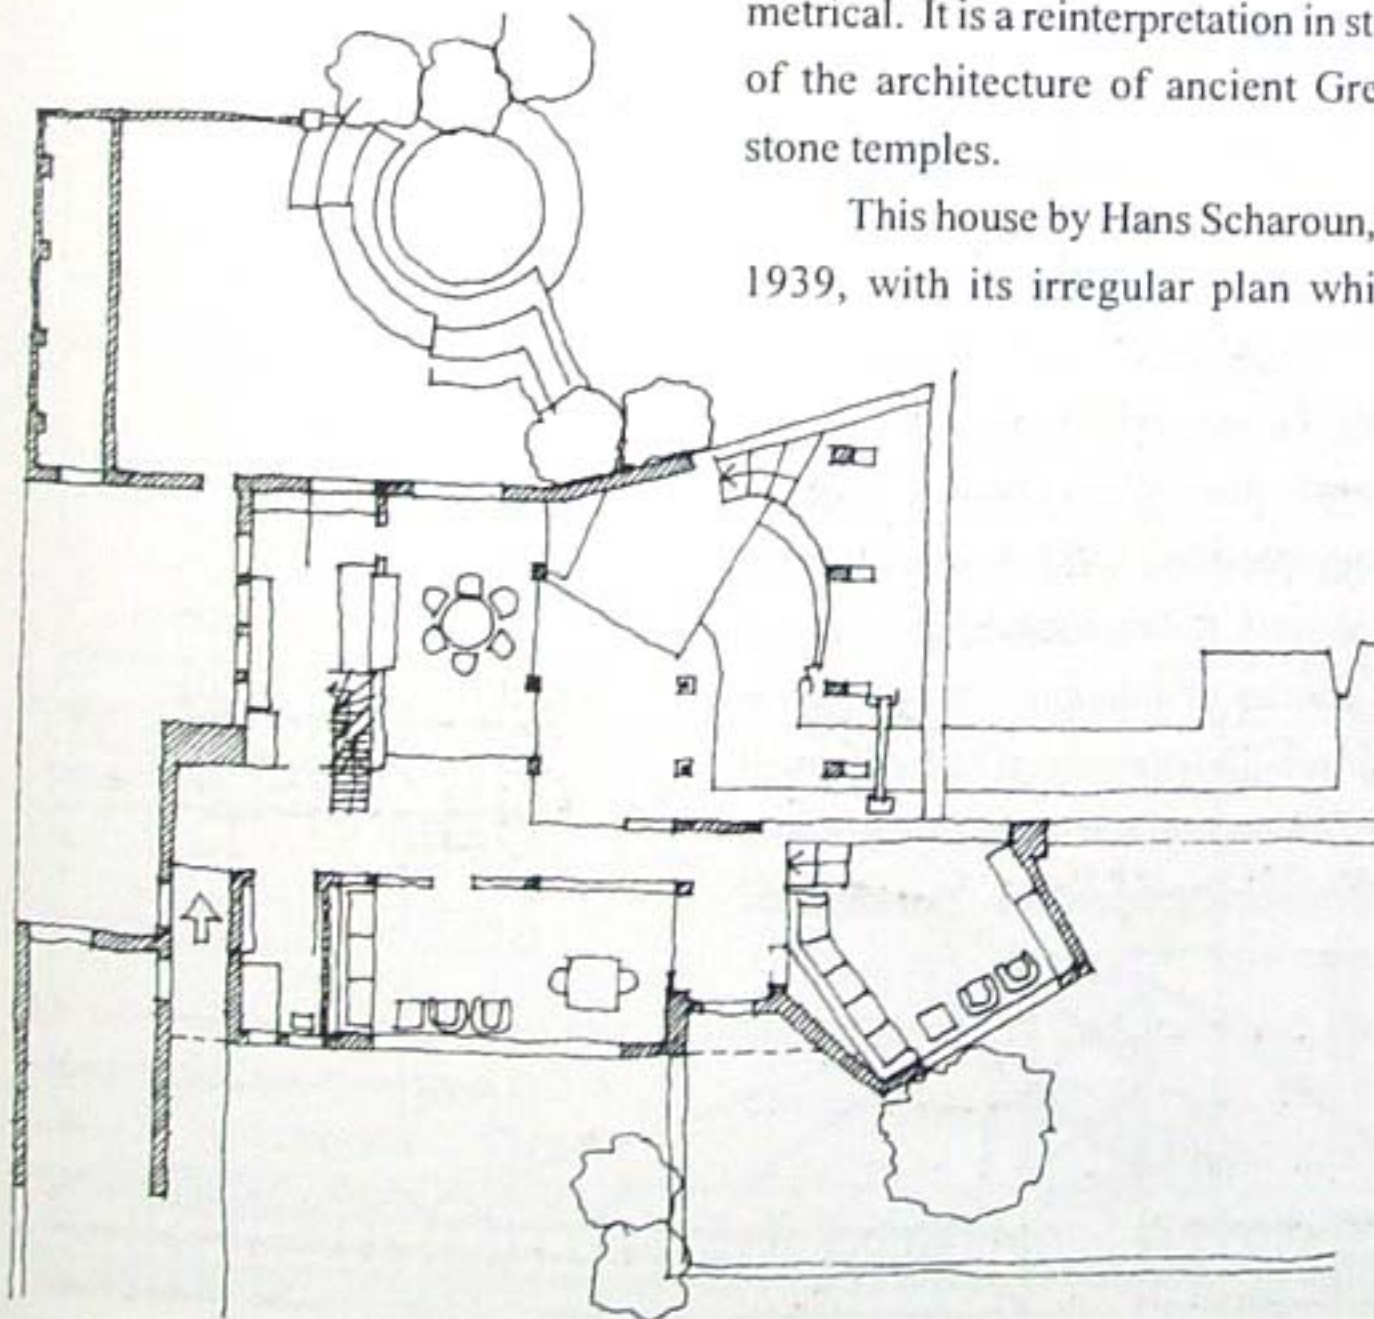 metrical. It is a reinterpretation in st
of the architecture of ancient Gre
stone temples.
This house by Hans Scharoun,
1939, with its irregular plan whi